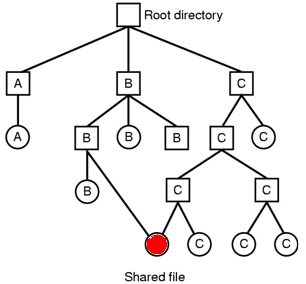 Root directory
A B C
A B B B C C
B C C
C C C
Shared file